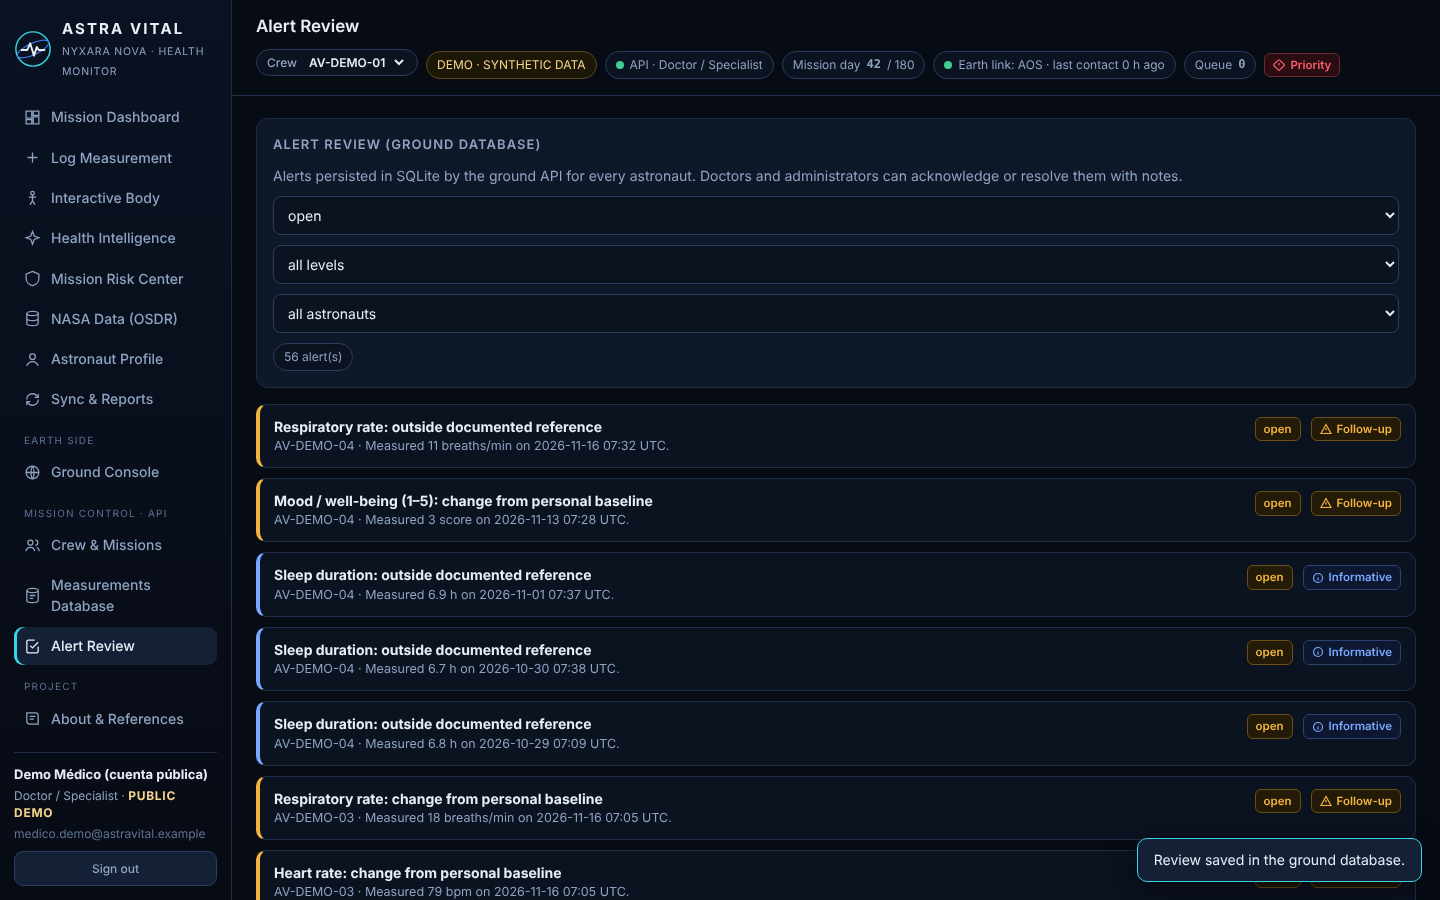 ASTRA VITAL
NYXARA NOVA · HEALTH
MONITOR
Mission Dashboard
Log Measurement
Interactive Body
Health Intelligence
Mission Risk Center
NASA Data (OSDR)
Astronaut Profile
Sync & Reports
EARTH SIDE
Ground Console
MISSION CONTROL · API
Crew & Missions
Measurements
Database
Alert Review
PROJECT
About & References
Demo Médico (cuenta pública)
Doctor / Specialist · PUBLIC
DEMO
medico.demo@astravital.example
Sign out
Alert Review
Crew AV-DEMO-01
DEMO · SYNTHETIC DATA
API · Doctor / Specialist
Mission day 42 / 180
Earth link: AOS · last contact 0 h ago
Queue 0
Priority
ALERT REVIEW (GROUND DATABASE)
Alerts persisted in SQLite by the ground API for every astronaut. Doctors and administrators can acknowledge or resolve them with notes.
open
all levels
all astronauts
56 alert(s)
Respiratory rate: outside documented reference
AV-DEMO-04 · Measured 11 breaths/min on 2026-11-16 07:32 UTC.
open
Follow-up
Mood / well-being (1–5): change from personal baseline
AV-DEMO-04 · Measured 3 score on 2026-11-13 07:28 UTC.
open
Follow-up
Sleep duration: outside documented reference
AV-DEMO-04 · Measured 6.9 h on 2026-11-01 07:37 UTC.
open
Informative
Sleep duration: outside documented reference
AV-DEMO-04 · Measured 6.7 h on 2026-10-30 07:38 UTC.
open
Informative
Sleep duration: outside documented reference
AV-DEMO-04 · Measured 6.8 h on 2026-10-29 07:09 UTC.
open
Informative
Respiratory rate: change from personal baseline
AV-DEMO-03 · Measured 18 breaths/min on 2026-11-16 07:05 UTC.
open
Follow-up
Heart rate: change from personal baseline
AV-DEMO-03 · Measured 79 bpm on 2026-11-16 07:05 UTC.
Review saved in the ground database.